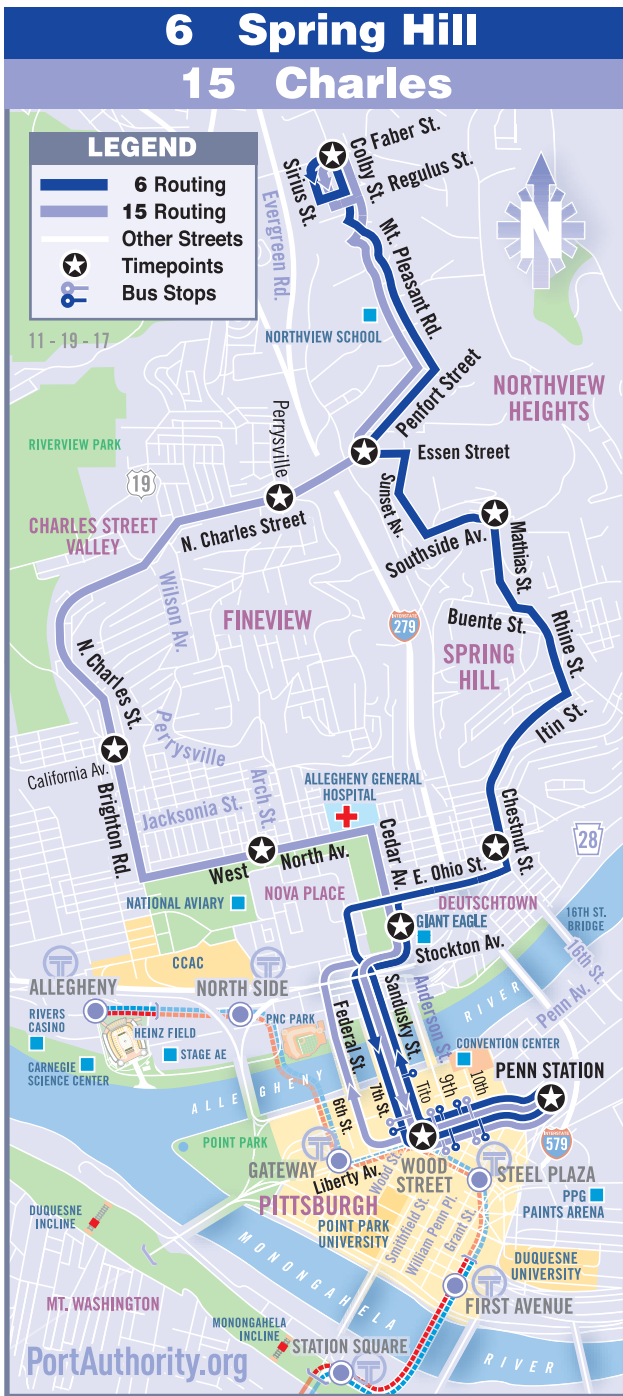 6 Spring Hill
15 Charles
LEGEND
6 Routing
15 Routing
Other Streets
Timepoints
Bus Stops
11 - 19 - 17
N
Faber St.
Colby St.
Regulus St.
Sirius St.
Evergreen Rd.
Mt. Pleasant Rd.
NORTHVIEW SCHOOL
Penfort Street
NORTHVIEW
HEIGHTS
RIVERVIEW PARK
19
Perrysville
Essen Street
Sunset Av.
CHARLES STREET
VALLEY
N. Charles Street
Southside Av.
Mathias St.
Wilson Av.
FINEVIEW
INTERSTATE
279
Buente St.
Rhine St.
SPRING
HILL
Itin St.
N. Charles St.
Perrysville
California Av.
Brighton Rd.
Jacksonia St.
Arch St.
ALLEGHENY GENERAL
HOSPITAL
Chestnut St.
28
West North Av.
Cedar Av.
E. Ohio St.
NATIONAL AVIARY
NOVA PLACE
DEUTSCHTOWN
GIANT EAGLE
16TH ST.
BRIDGE
Stockton Av.
16th St.
CCAC
ALLEGHENY
NORTH SIDE
Federal St.
Sandusky St.
Anderson St.
Penn Av.
RIVERS
CASINO
HEINZ FIELD
PNC PARK
STAGE AE
CARNEGIE
SCIENCE CENTER
ALLEGHENY
RIVER
CONVENTION CENTER
PENN STATION
6th St.
7th St.
Tito
9th
10th
POINT PARK
GATEWAY
Liberty Av.
WOOD
STREET
Wood St.
INTERSTATE
579
STEEL PLAZA
PITTSBURGH
POINT PARK
UNIVERSITY
Smithfield St.
William Penn Pl.
Grant St.
PPG
PAINTS ARENA
DUQUESNE
INCLINE
DUQUESNE
UNIVERSITY
MONONGAHELA
RIVER
FIRST AVENUE
MT. WASHINGTON
MONONGAHELA
INCLINE
STATION SQUARE
PortAuthority.org